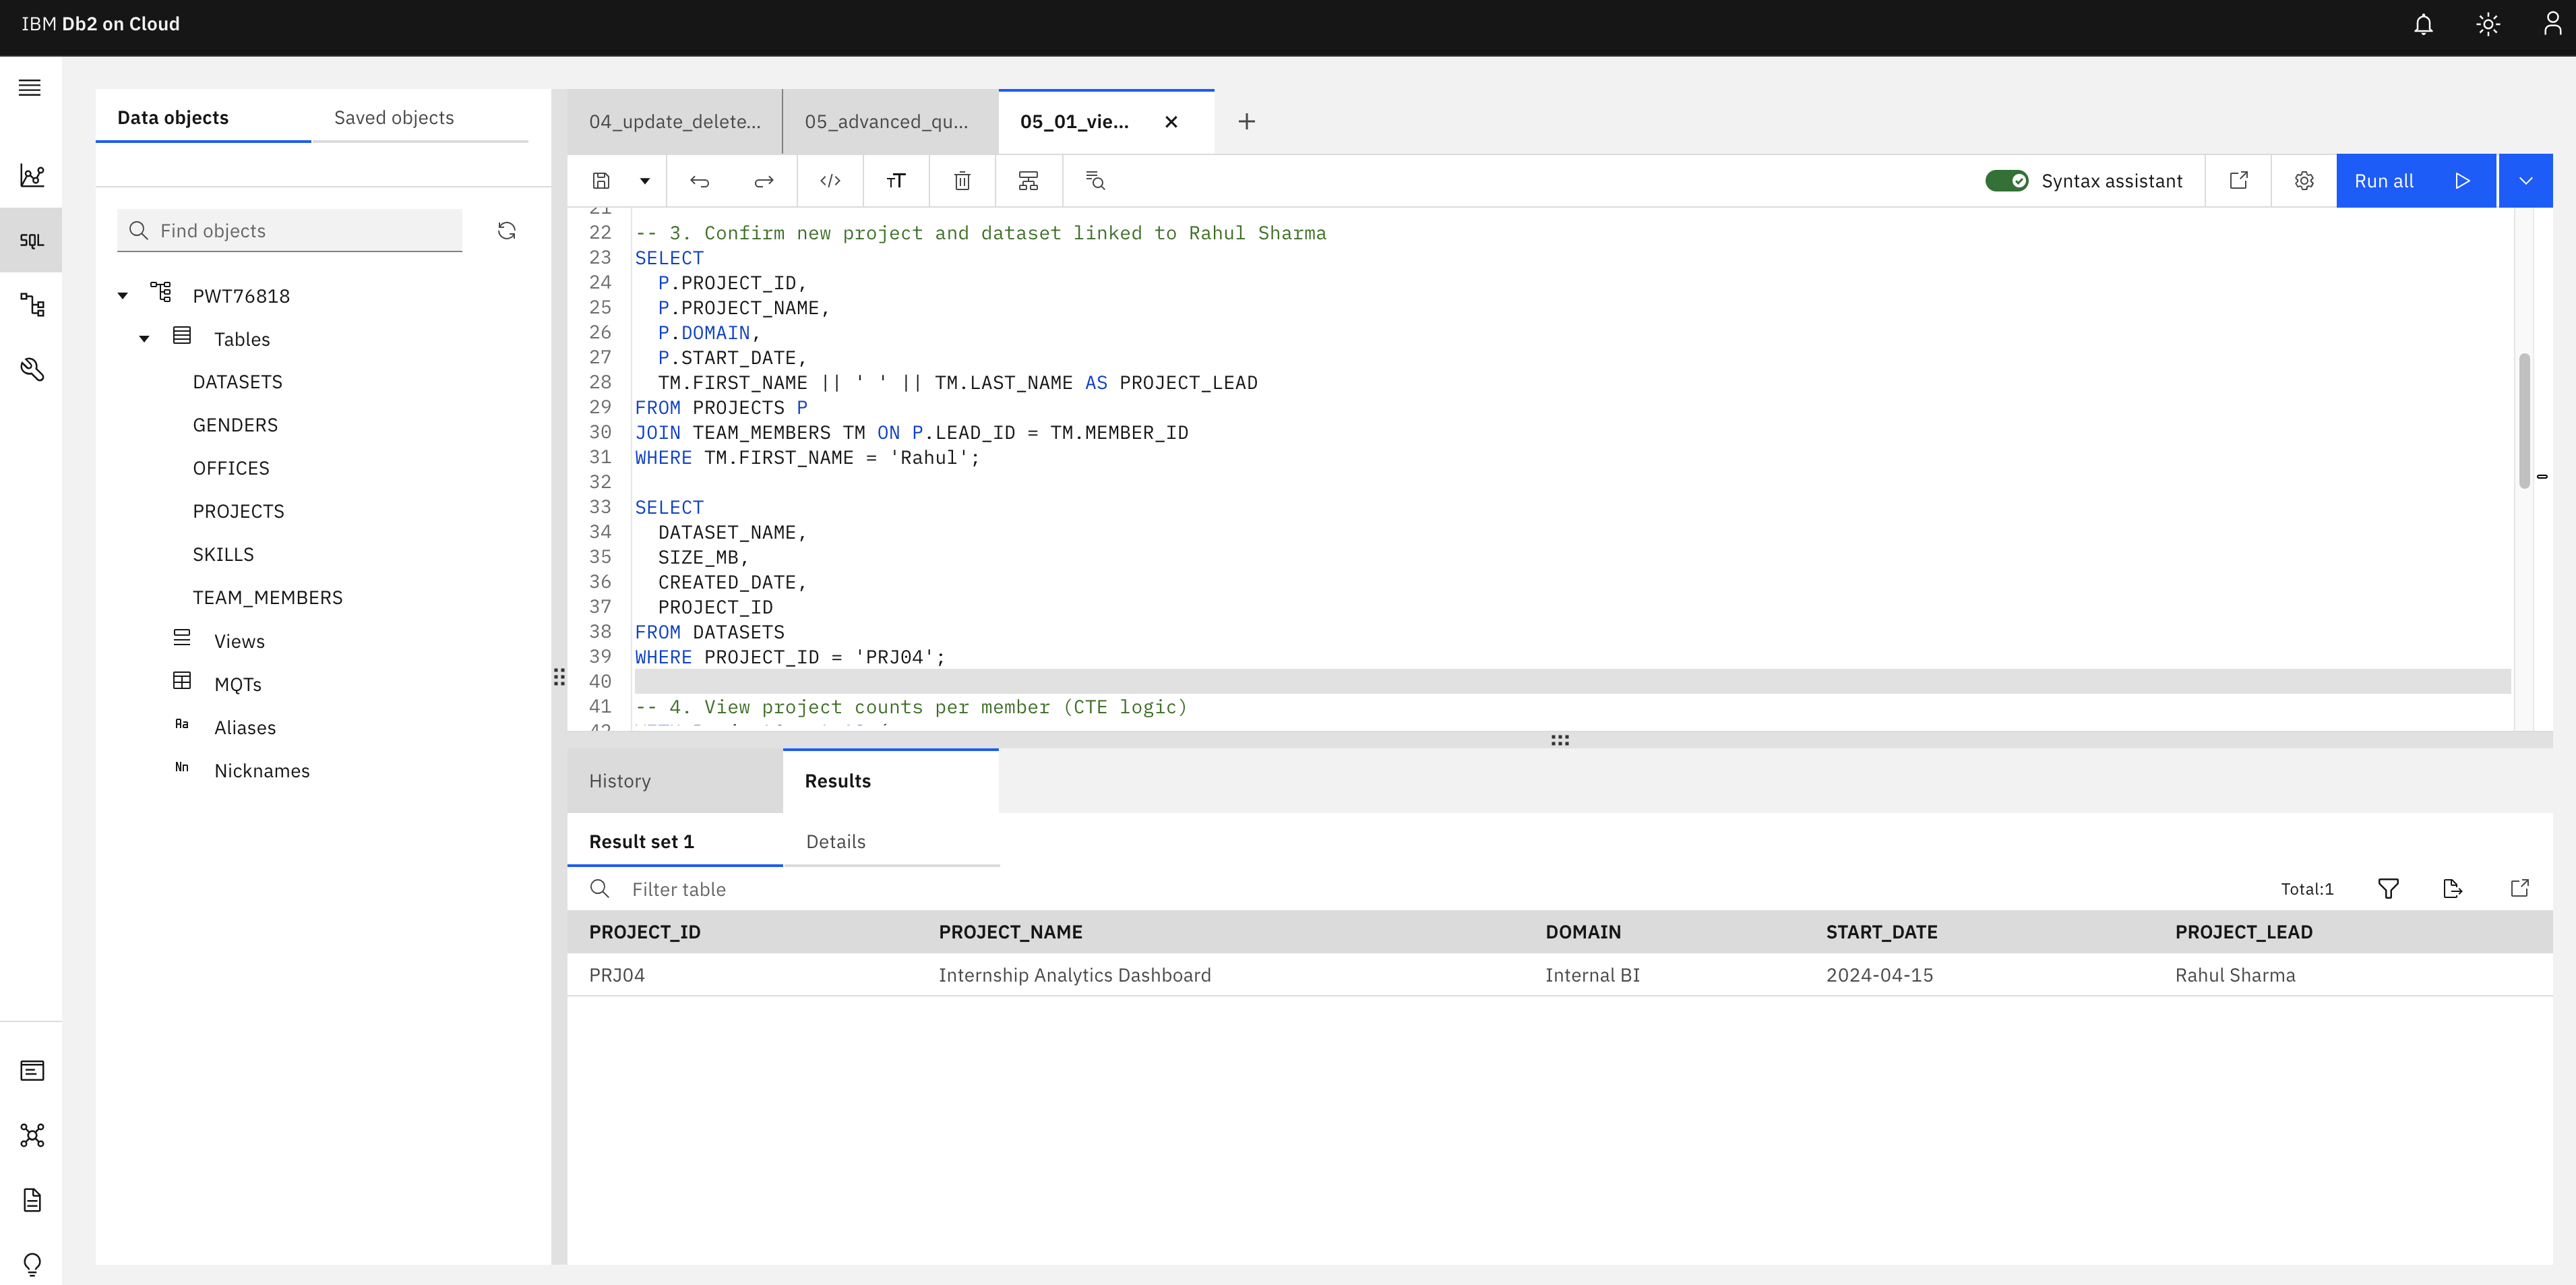 IBM Db2 on Cloud
Data objects
Saved objects
Find objects
SQL
PWT76818
Tables
DATASETS
GENDERS
OFFICES
PROJECTS
SKILLS
TEAM_MEMBERS
Views
MQTs
Aa Aliases
Nn Nicknames
04_update_delete...
05_advanced_qu...
05_01_vie...
Syntax assistant
Run all
21
22 -- 3. Confirm new project and dataset linked to Rahul Sharma
23 SELECT
24 P.PROJECT_ID,
25 P.PROJECT_NAME,
26 P.DOMAIN,
27 P.START_DATE,
28 TM.FIRST_NAME || ' ' || TM.LAST_NAME AS PROJECT_LEAD
29 FROM PROJECTS P
30 JOIN TEAM_MEMBERS TM ON P.LEAD_ID = TM.MEMBER_ID
31 WHERE TM.FIRST_NAME = 'Rahul';
32
33 SELECT
34 DATASET_NAME,
35 SIZE_MB,
36 CREATED_DATE,
37 PROJECT_ID
38 FROM DATASETS
39 WHERE PROJECT_ID = 'PRJ04';
40
41 -- 4. View project counts per member (CTE logic)
History
Results
Result set 1
Details
Filter table
Total:1
PROJECT_ID PROJECT_NAME DOMAIN START_DATE PROJECT_LEAD
PRJ04 Internship Analytics Dashboard Internal BI 2024-04-15 Rahul Sharma